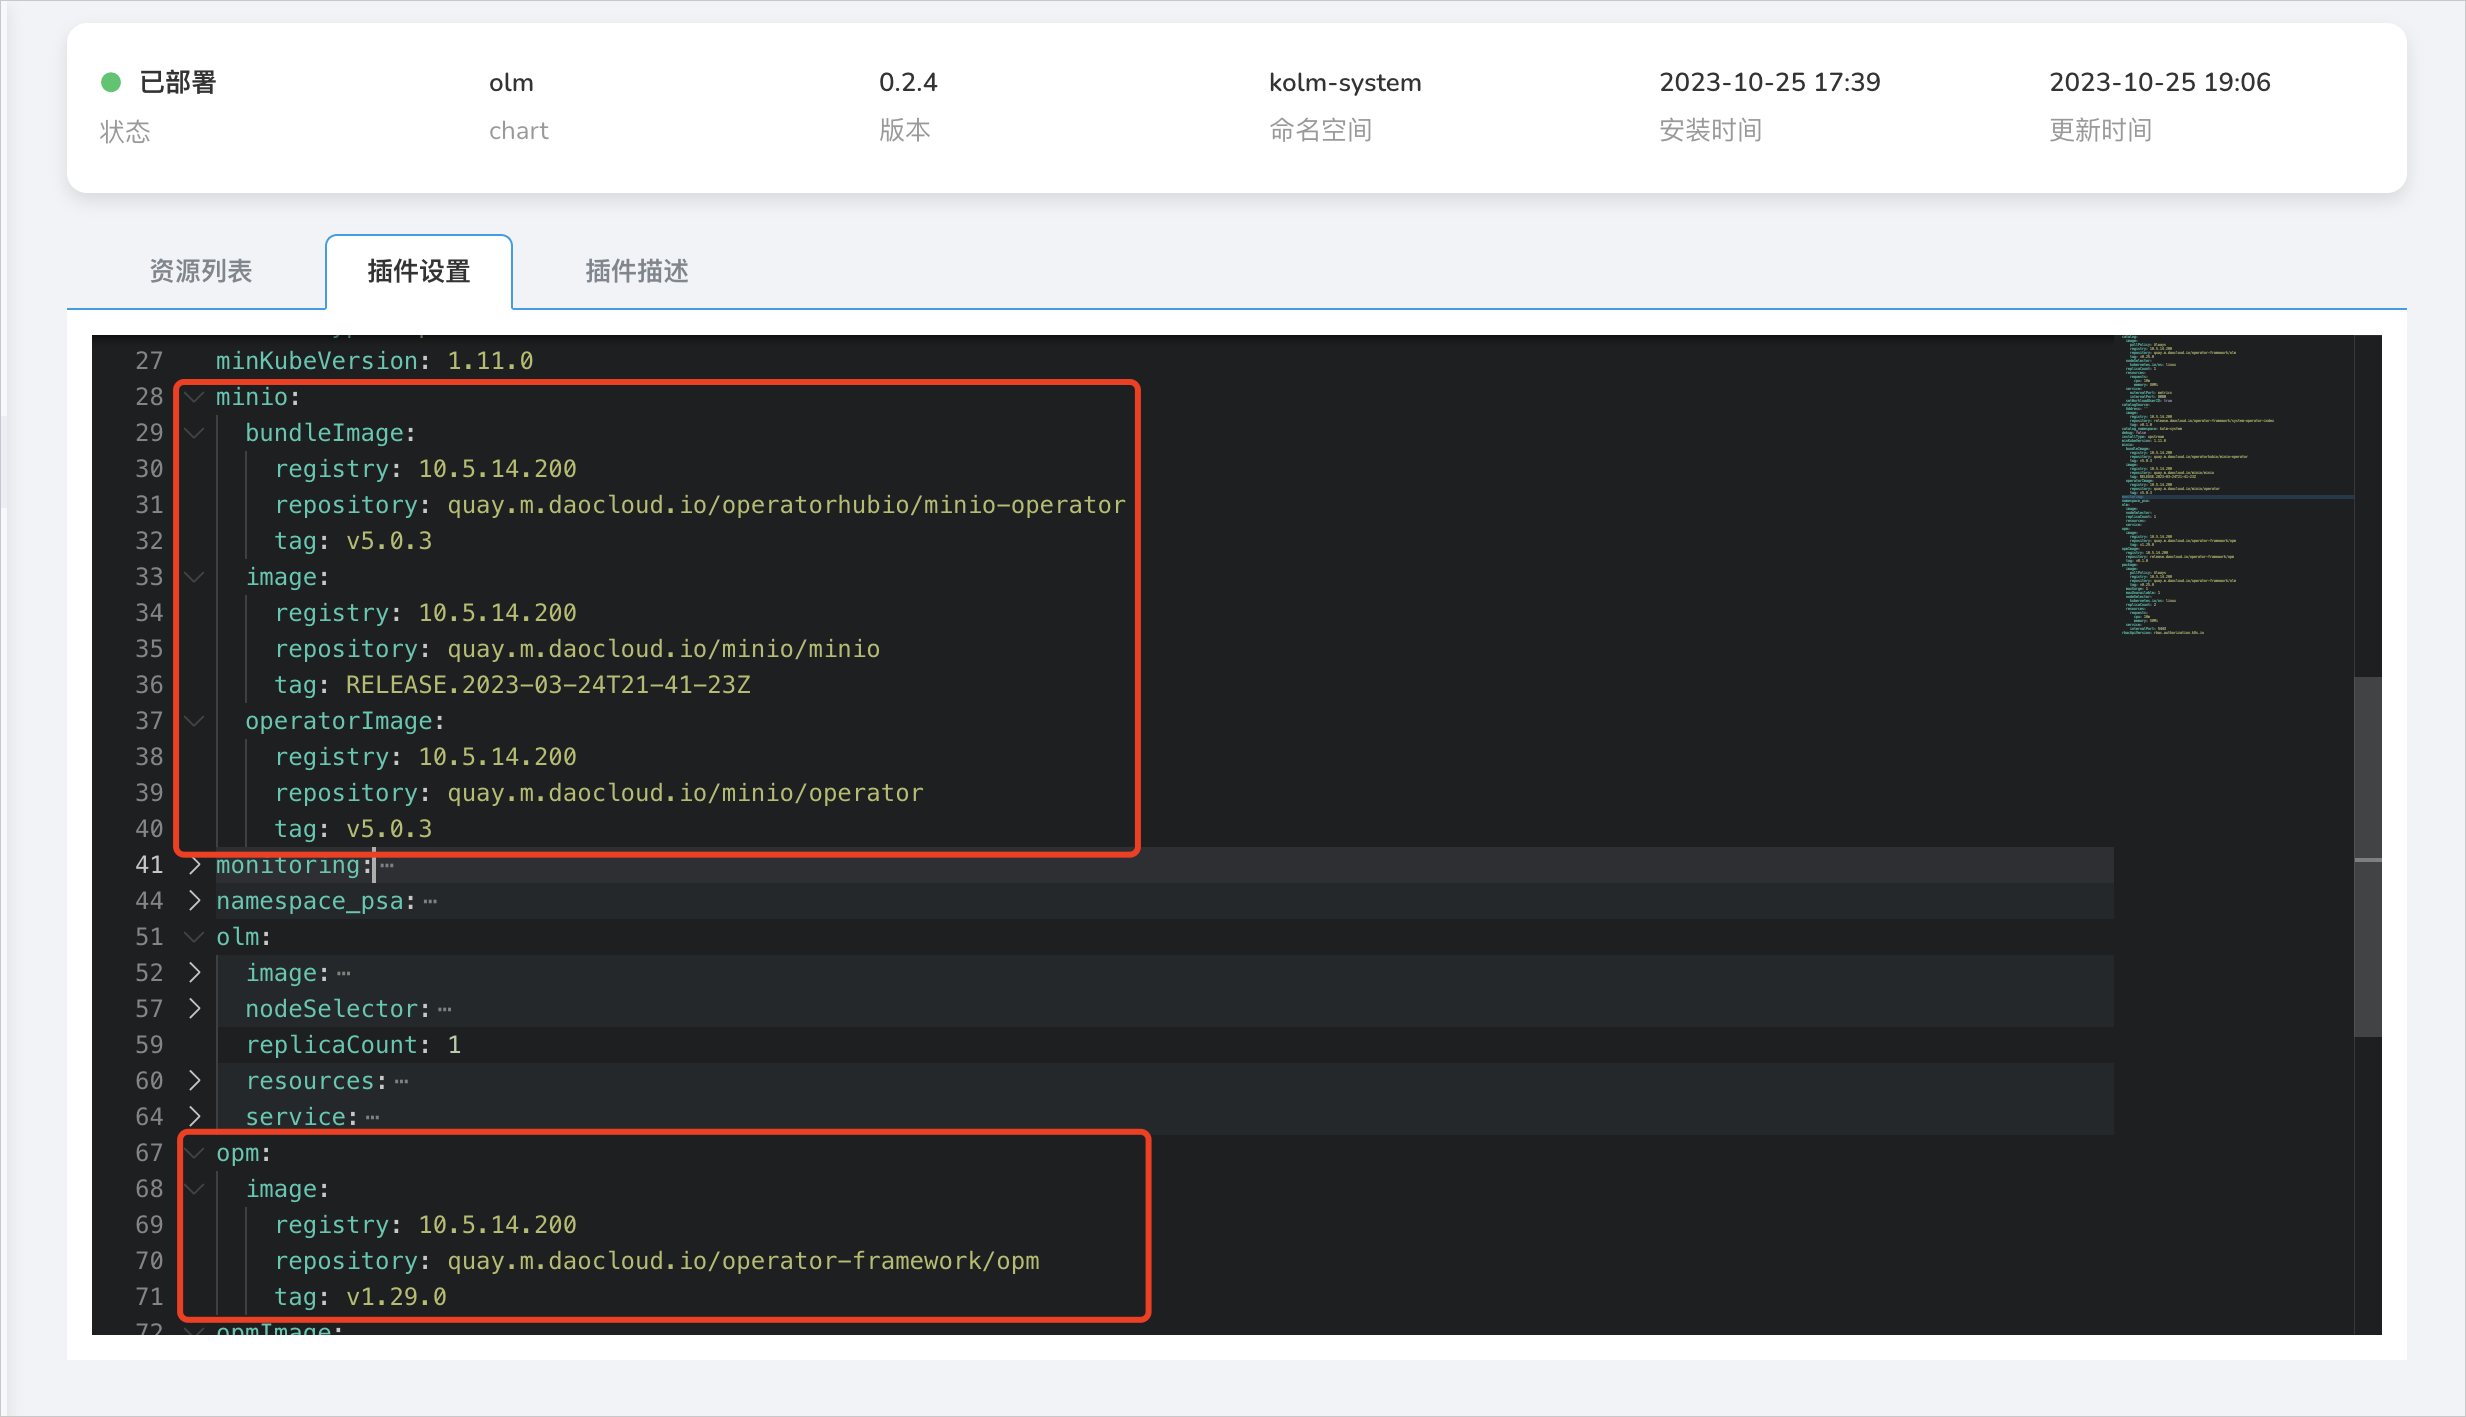 已部署 olm 0.2.4 kolm-system 2023-10-25 17:39 2023-10-25 19:06
状态 chart 版本 命名空间 安装时间 更新时间
资源列表 插件设置 插件描述
27 minKubeVersion: 1.11.0
28 minio:
29 bundleImage:
30 registry: 10.5.14.200
31 repository: quay.m.daocloud.io/operatorhubio/minio-operator
32 tag: v5.0.3
33 image:
34 registry: 10.5.14.200
35 repository: quay.m.daocloud.io/minio/minio
36 tag: RELEASE.2023-03-24T21-41-23Z
37 operatorImage:
38 registry: 10.5.14.200
39 repository: quay.m.daocloud.io/minio/operator
40 tag: v5.0.3
41 monitoring:⋯
44 namespace_psa:⋯
51 olm:
52 image:⋯
57 nodeSelector:⋯
59 replicaCount: 1
60 resources:⋯
64 service:⋯
67 opm:
68 image:
69 registry: 10.5.14.200
70 repository: quay.m.daocloud.io/operator-framework/opm
71 tag: v1.29.0
72 opmImage: